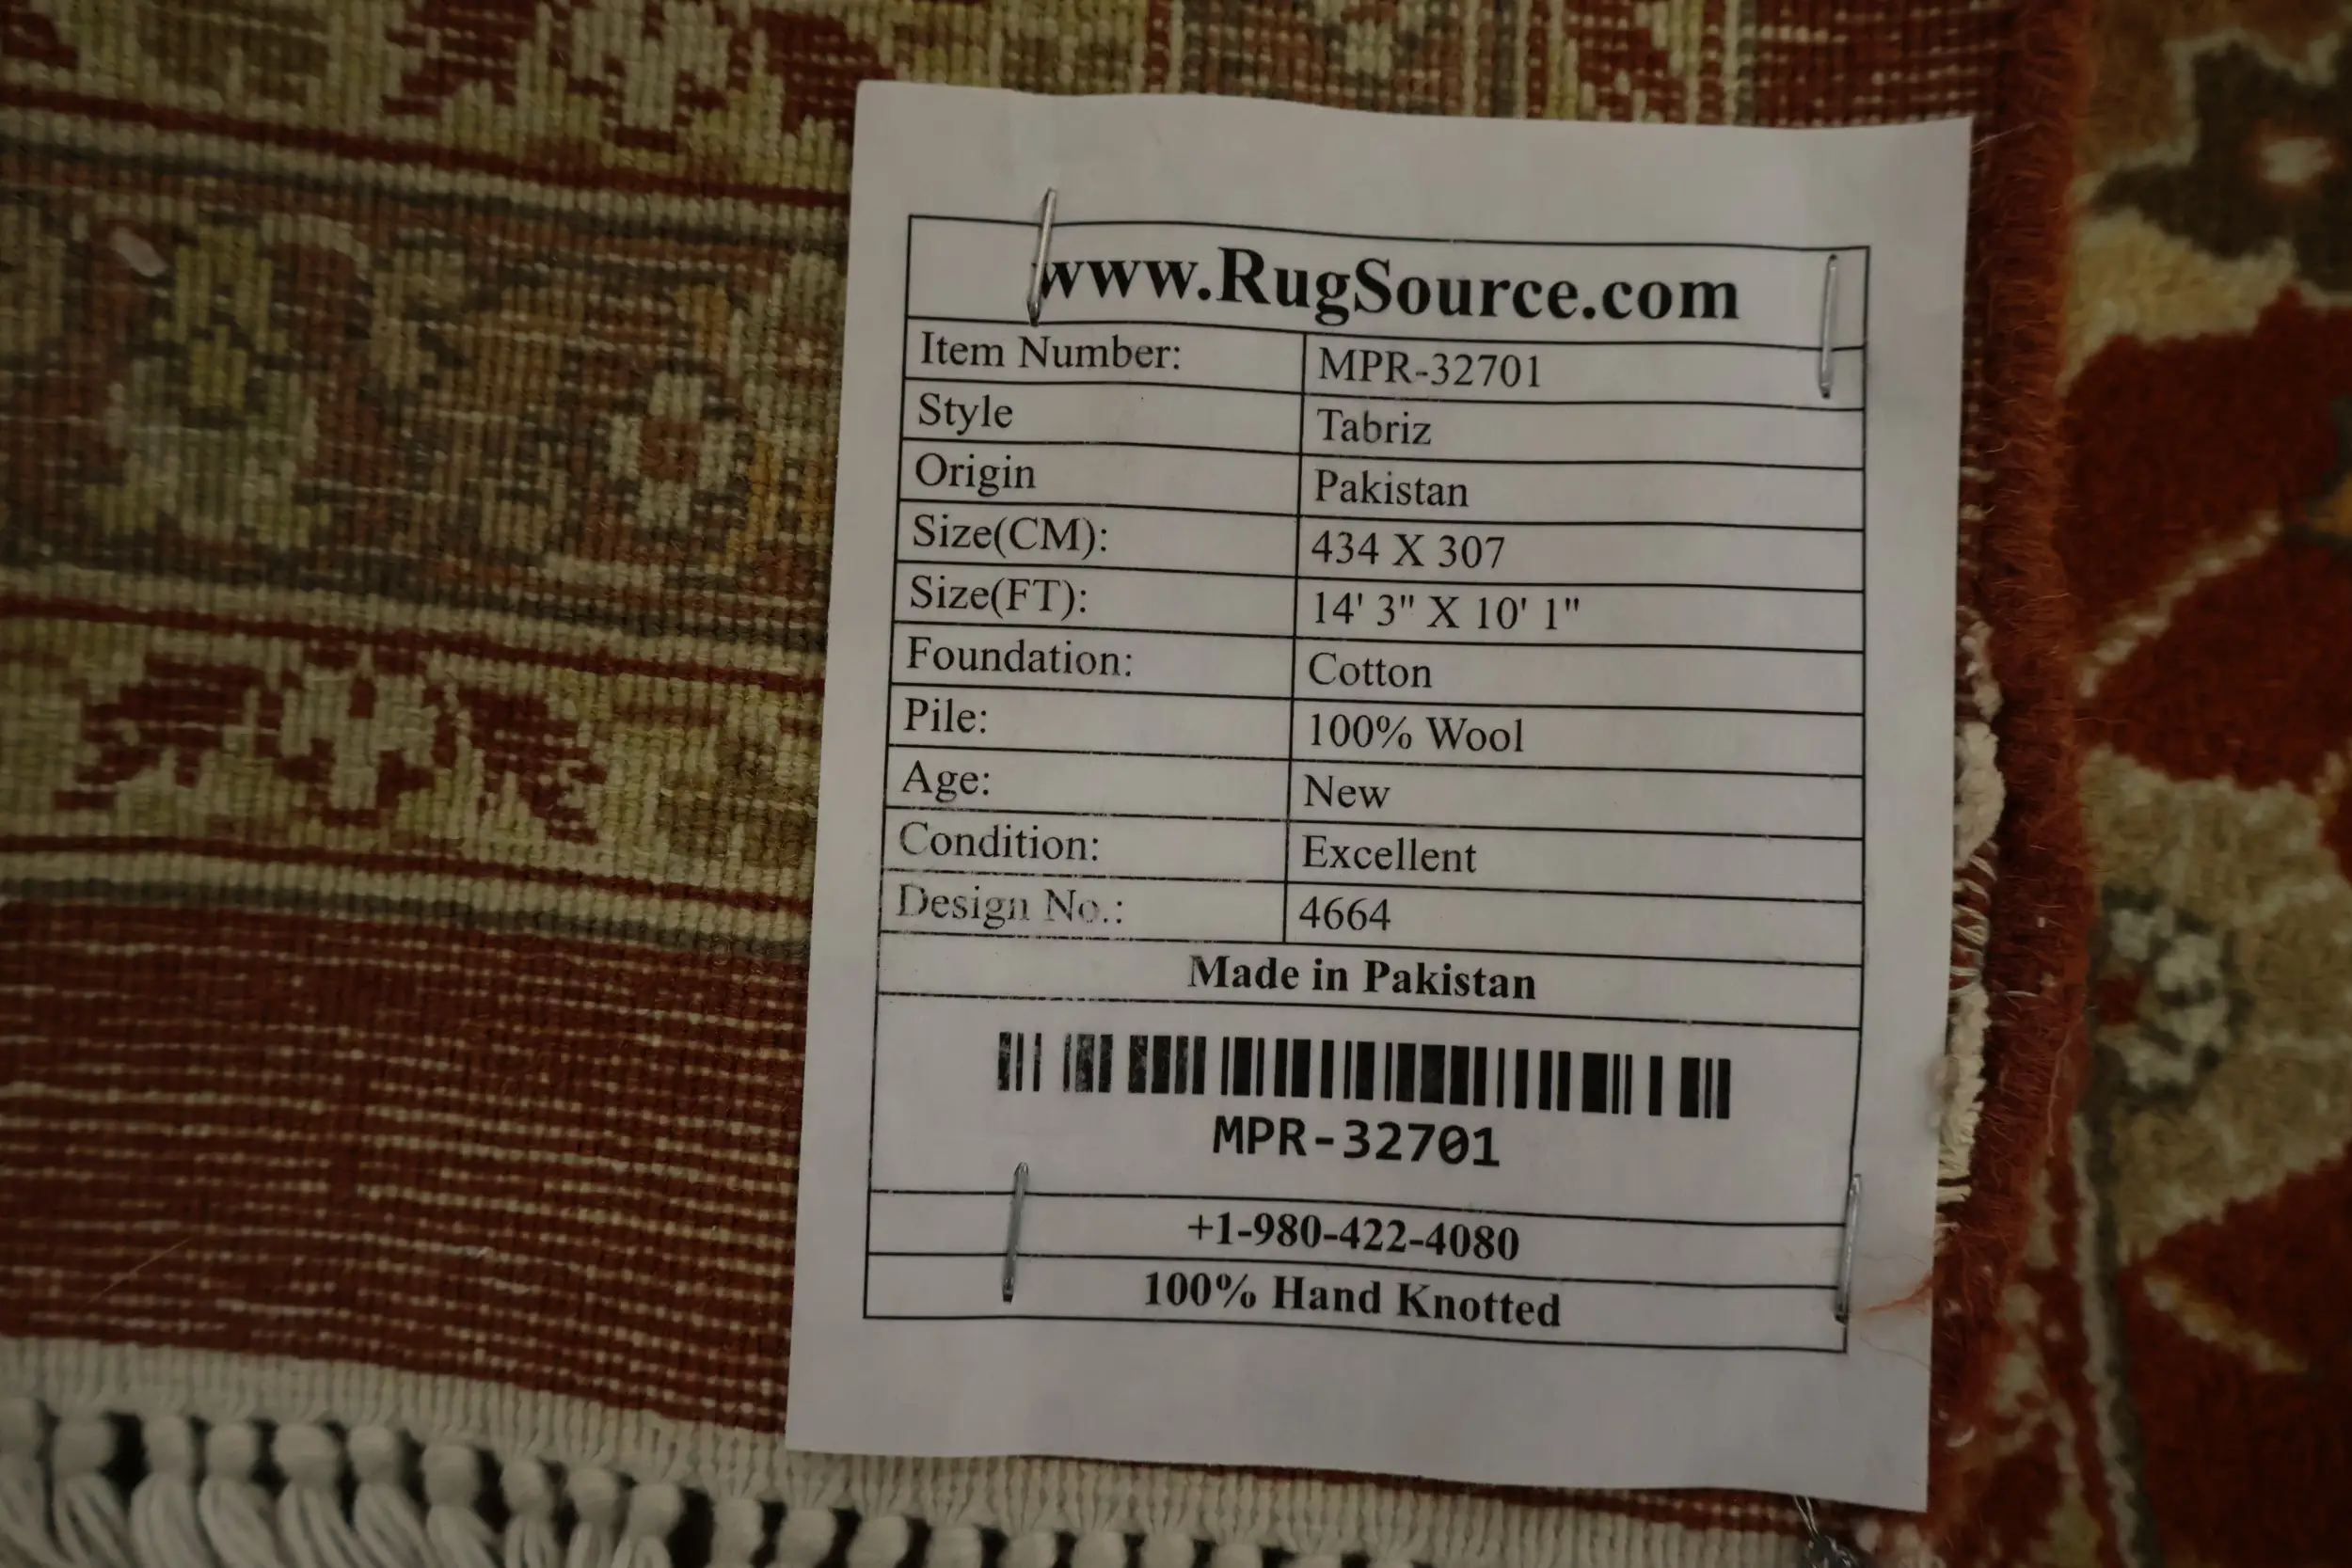 www.RugSource.com
Item Number: MPR-32701
Style Tabriz
Origin Pakistan
Size(CM): 434 X 307
Size(FT): 14' 3" X 10' 1"
Foundation: Cotton
Pile: 100% Wool
Age: New
Condition: Excellent
Design No.: 4664
Made in Pakistan
MPR-32701
+1-980-422-4080
100% Hand Knotted